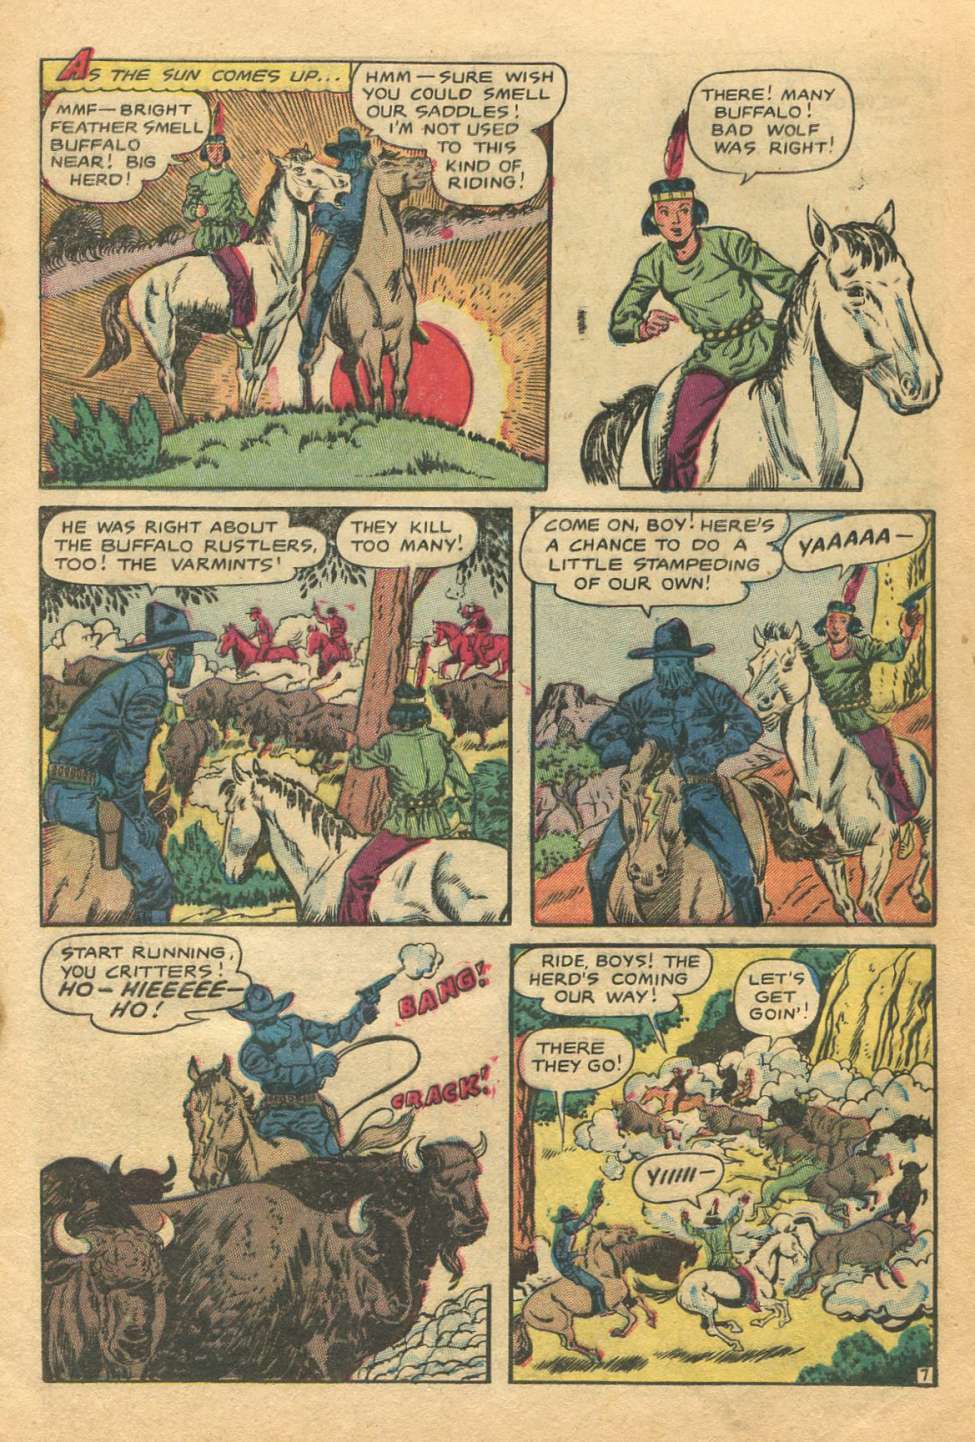 AS THE SUN COMES UP...
MMF-BRIGHT
FEATHER SMELL
BUFFALO
NEAR! BIG
HERD!
HMM-SURE WISH
YOU COULD SMELL
OUR SADDLES!
I'M NOT USED
TO THIS
KIND OF
RIDING!
THERE! MANY
BUFFALO!
BAD WOLF
WAS RIGHT!
HE WAS RIGHT ABOUT
THE BUFFALO RUSTLERS,
TOO! THE VARMINTS!
THEY KILL
TOO MANY!
COME ON, BOY! HERE'S
A CHANCE TO DO A
LITTLE STAMPEDING
OF OUR OWN!
YAAAAA-
START RUNNING,
YOU CRITTERS!
HO-HIEEEEE-
HO!
BANG!
CRACK!
RIDE, BOYS! THE
HERD'S COMING
OUR WAY!
LET'S
GET
GOIN'!
THERE
THEY GO!
YIIIII-
7